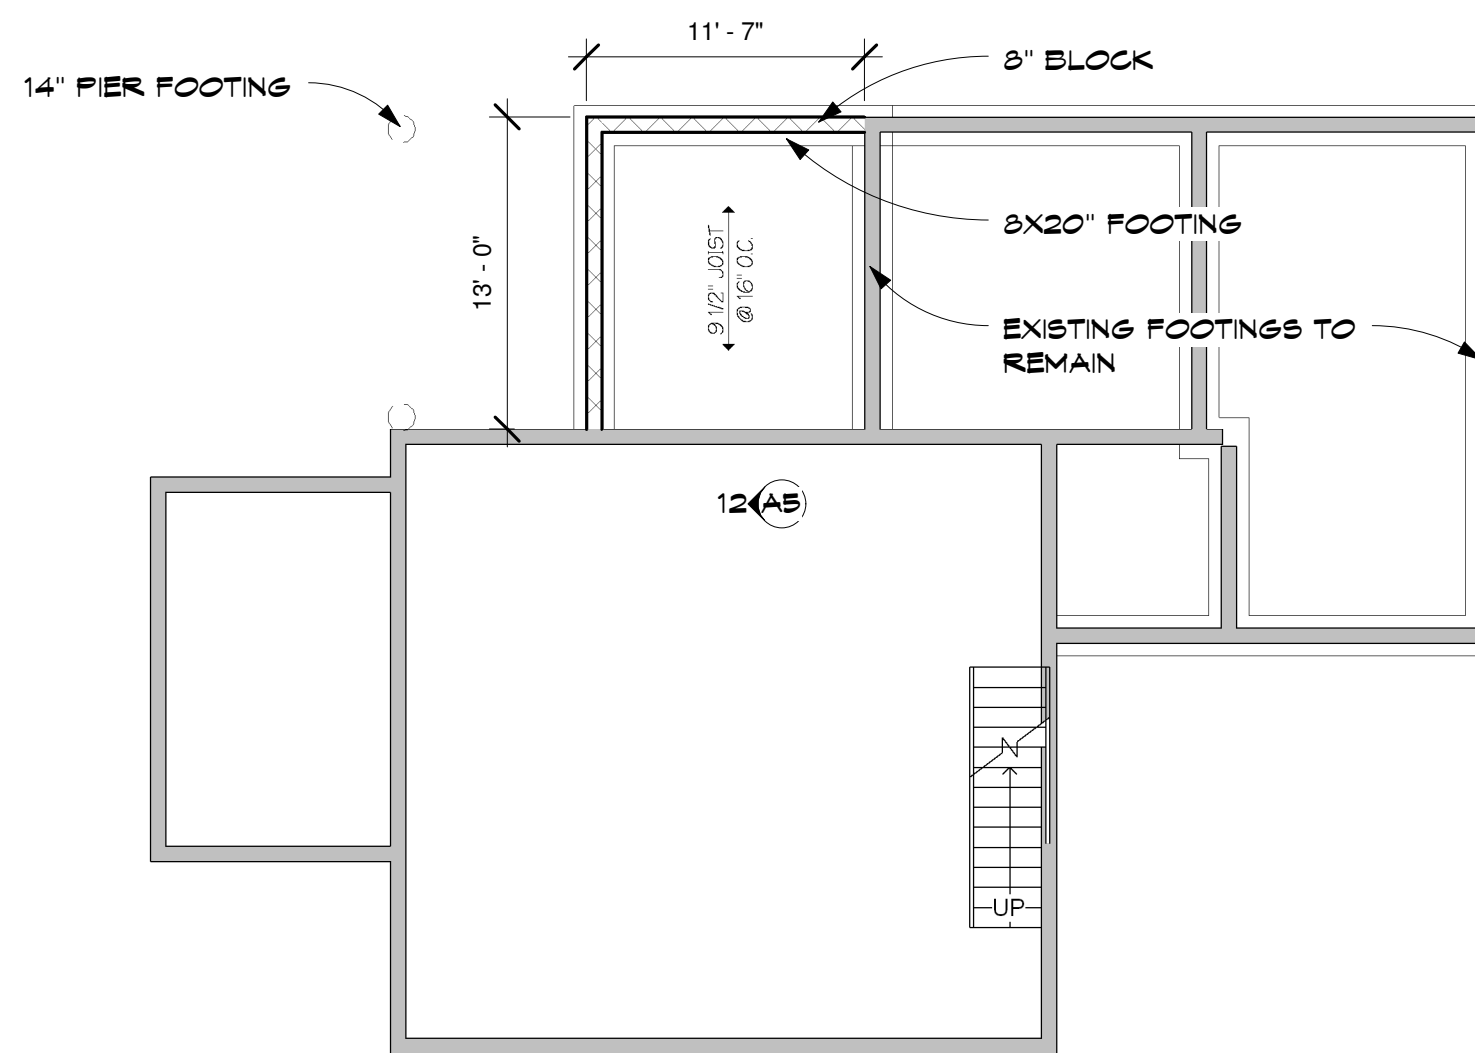 11' - 7"
8" BLOCK
14" PIER FOOTING
8X20" FOOTING
13' - 0"
9 1/2" JOIST
@ 16" O.C.
EXISTING FOOTINGS TO
REMAIN
12 A5
UP